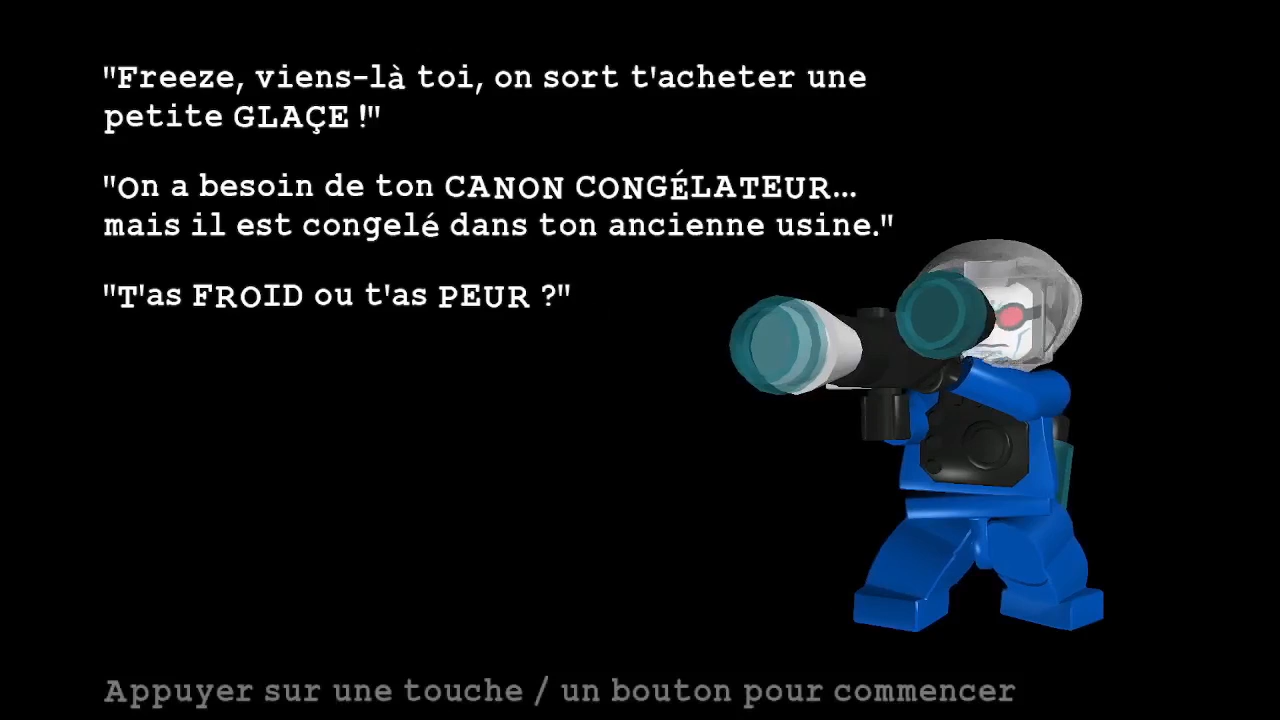 "Freeze, viens-là toi, on sort t'acheter une
petite GLAÇE !"
"On a besoin de ton CANON CONGÉLATEUR...
mais il est congelé dans ton ancienne usine."
"T'as FROID ou t'as PEUR ?"
Appuyer sur une touche / un bouton pour commencer